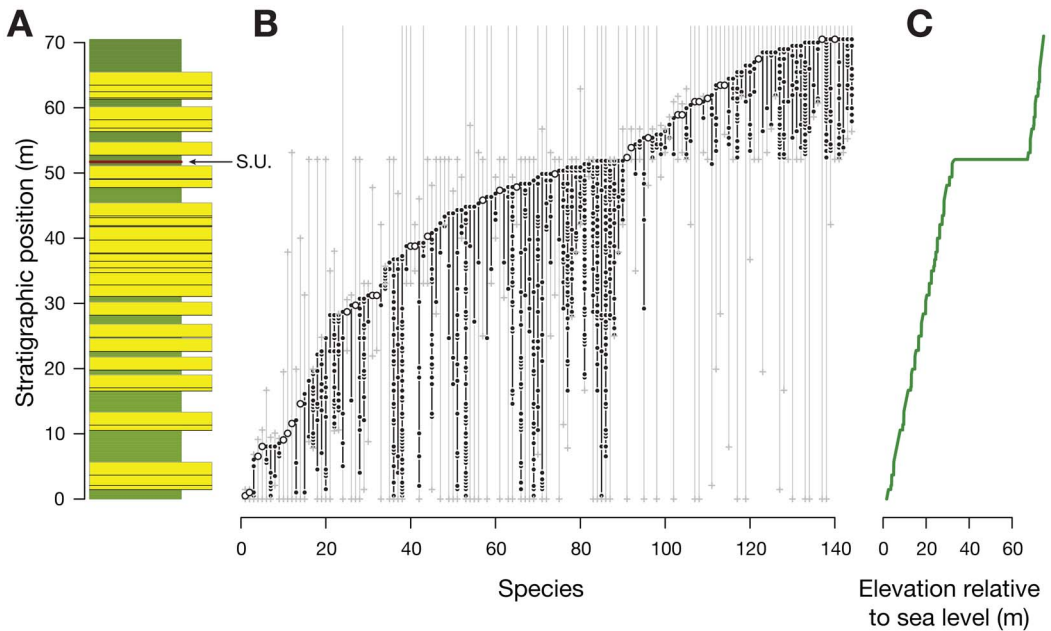 A
B
C
Stratigraphic position (m)
70
60
50
40
30
20
10
0
S.U.
0 20 40 60 80 100 120 140
Species
0 20 40 60
Elevation relative
to sea level (m)